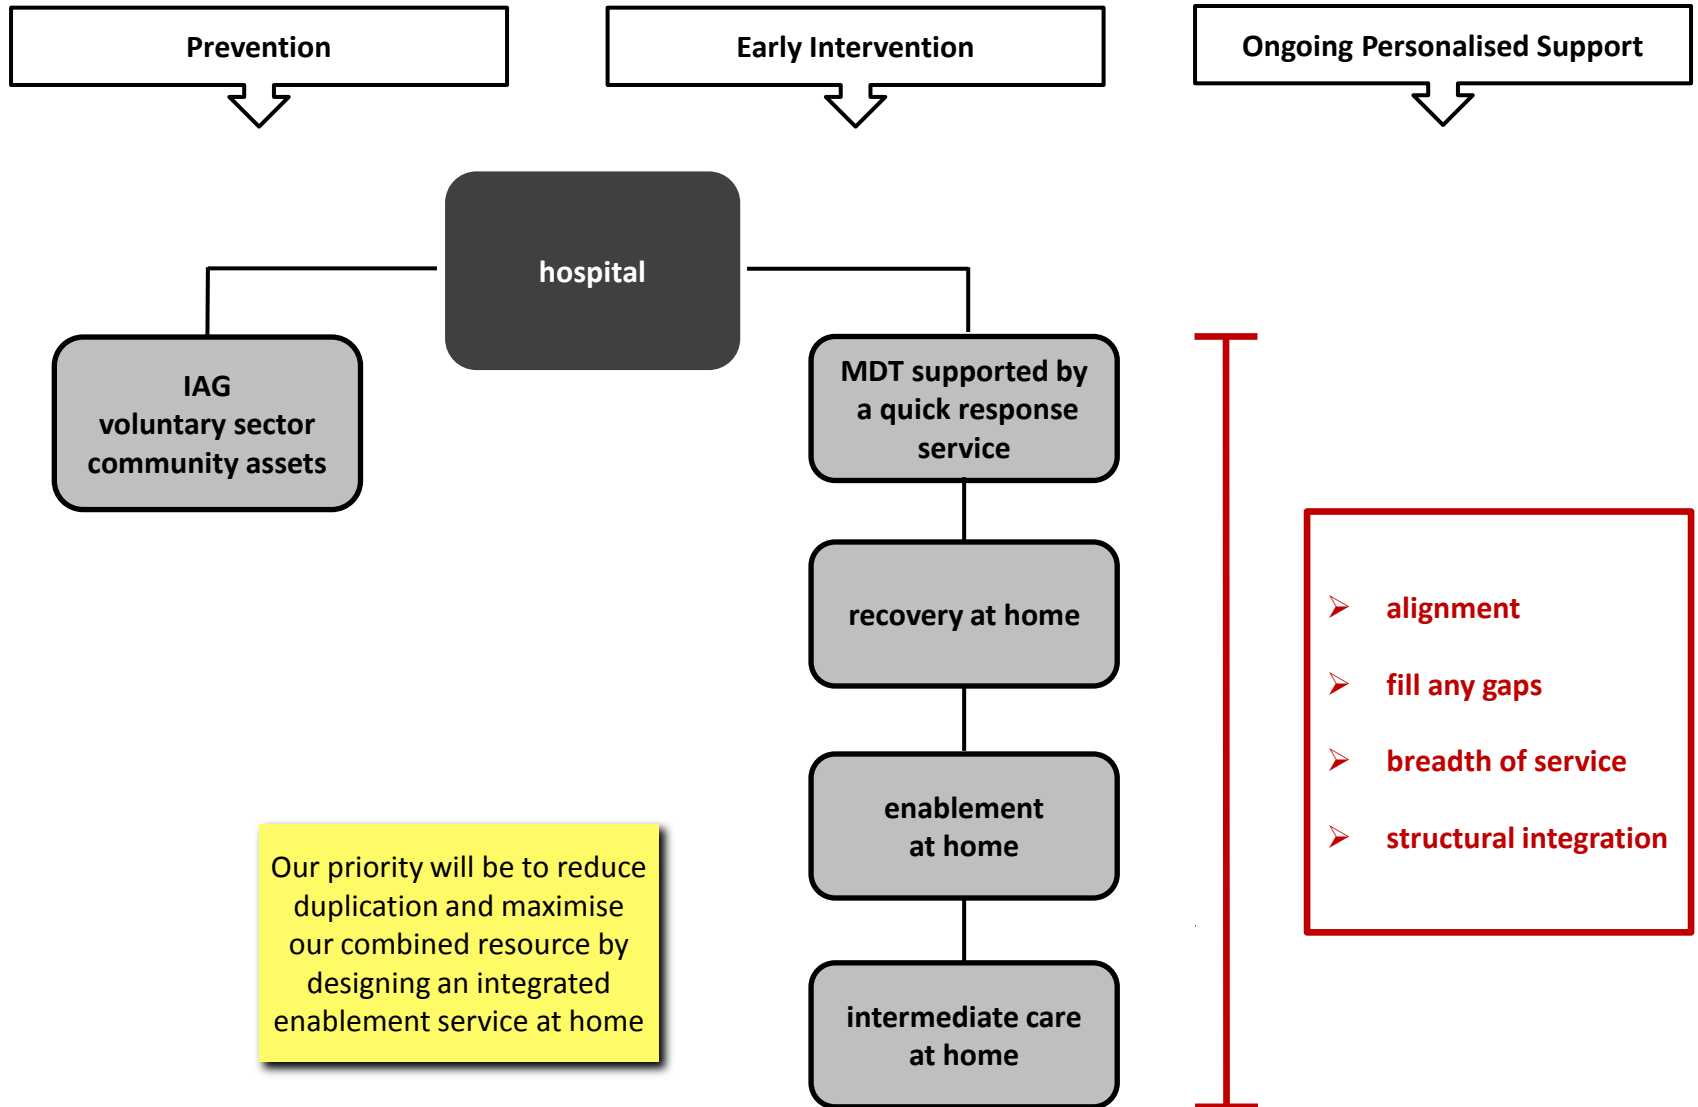 Prevention
Early Intervention
Ongoing Personalised Support
hospital
IAG
voluntary sector
community assets
MDT supported by
a quick response
service
recovery at home
enablement
at home
intermediate care
at home
alignment
fill any gaps
breadth of service
structural integration
Our priority will be to reduce
duplication and maximise
our combined resource by
designing an integrated
enablement service at home